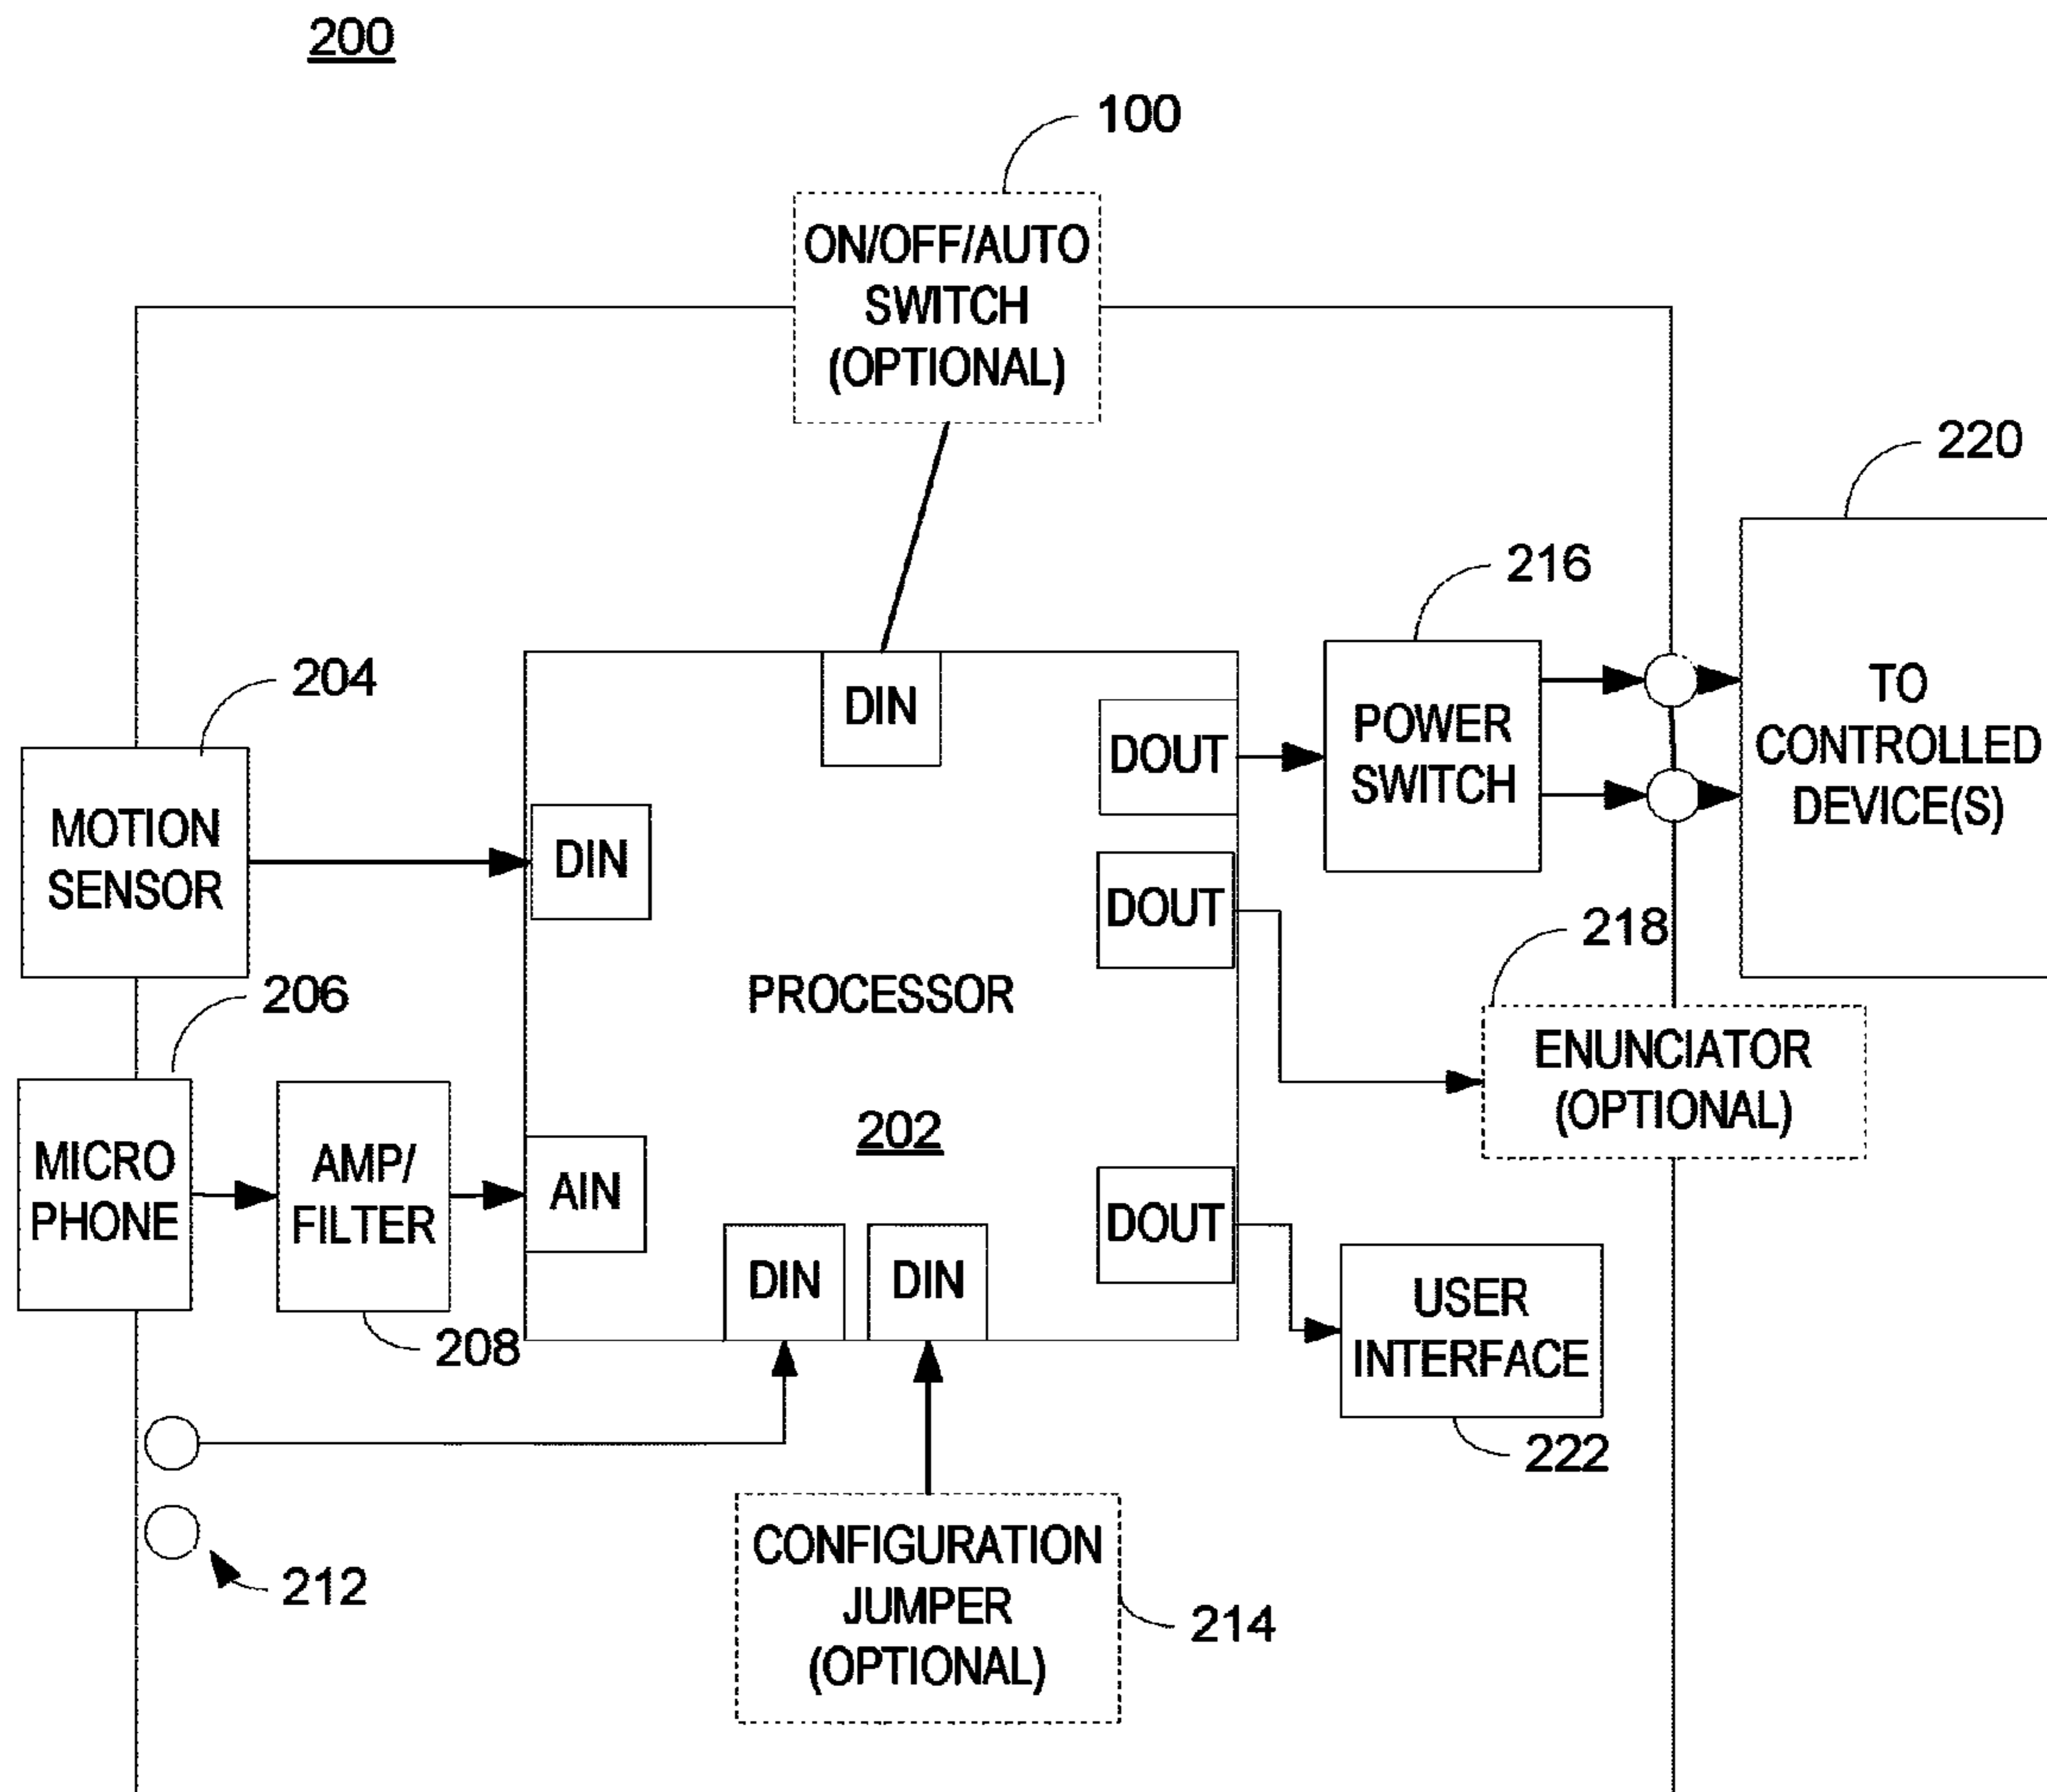 200
100
ON/OFF/AUTO
SWITCH
(OPTIONAL)
220
216
204
DIN
DOUT
POWER
SWITCH
TO
CONTROLLED
DEVICE(S)
MOTION
SENSOR
DIN
DOUT
218
206
PROCESSOR
202
ENUNCIATOR
(OPTIONAL)
MICRO
PHONE
AMP/
FILTER
AIN
DOUT
DIN
DIN
USER
INTERFACE
208
222
212
CONFIGURATION
JUMPER
(OPTIONAL)
214